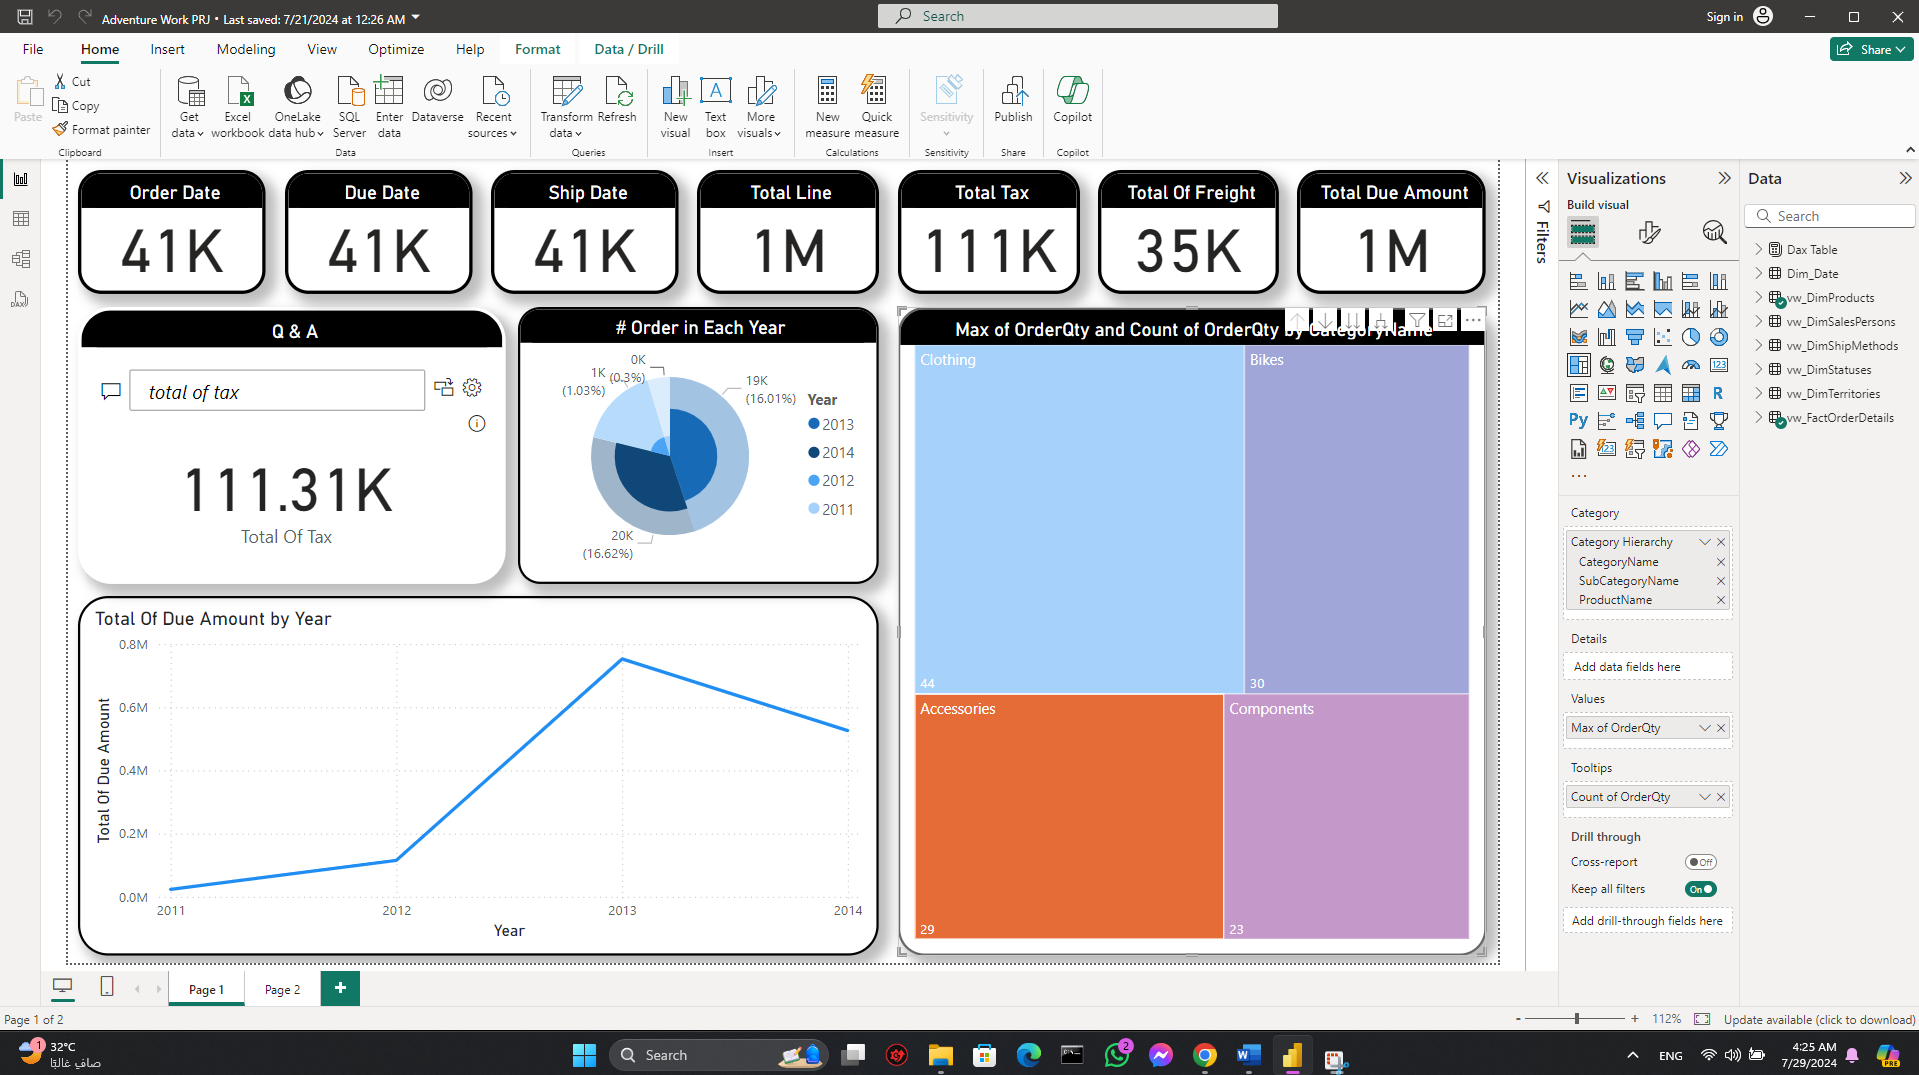 Adventure Work PRJ • Last saved: 7/21/2024 at 12:26 AM
Search
Sign in
File
Home
Insert
Modeling
View
Optimize
Help
Format
Data / Drill
Share
Paste
Cut
Copy
Format painter
Clipboard
Get data
Excel workbook
OneLake data hub
SQL Server
Enter data
Dataverse
Recent sources
Data
Transform data
Refresh
Queries
New visual
Text box
More visuals
Insert
New measure
Quick measure
Calculations
Sensitivity
Sensitivity
Publish
Share
Copilot
Copilot
Order Date
41K
Due Date
41K
Ship Date
41K
Total Line
1M
Total Tax
111K
Total Of Freight
35K
Total Due Amount
1M
Q & A
total of tax
111.31K
Total Of Tax
# Order in Each Year
0K
(0.3%)
1K
(1.03%)
19K
(16.01%)
20K
(16.62%)
Year
2013
2014
2012
2011
Max of OrderQty and Count of OrderQty by CategoryName
Clothing
44
Bikes
30
Accessories
29
Components
23
Total Of Due Amount by Year
Total Of Due Amount
0.8M
0.6M
0.4M
0.2M
0.0M
2011
2012
2013
2014
Year
Filters
Visualizations
Build visual
123
R
Py
123
Category
Category Hierarchy
CategoryName
SubCategoryName
ProductName
Details
Add data fields here
Values
Max of OrderQty
Tooltips
Count of OrderQty
Drill through
Cross-report
Off
Keep all filters
On
Add drill-through fields here
Data
Search
Dax Table
Dim_Date
vw_DimProducts
vw_DimSalesPersons
vw_DimShipMethods
vw_DimStatuses
vw_DimTerritories
vw_FactOrderDetails
DAX
Page 1
Page 2
+
Page 1 of 2
- + 112%
Update available (click to download)
1
32°C
صافٍ غالبًا
Search
2
ENG
4:25 AM
7/29/2024
PRE